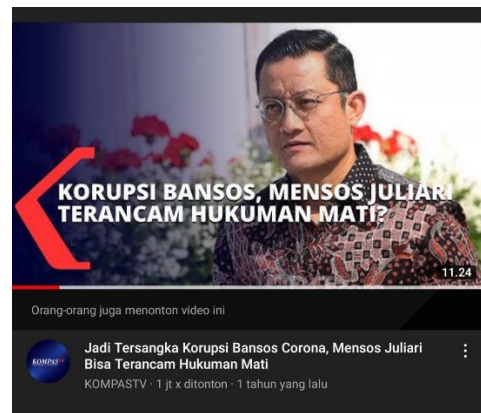 KORUPSI BANSOS, MENSOS JULIARI
TERANCAM HUKUMAN MATI?
11.24
Orang-orang juga menonton video ini
KOMPASTV
Jadi Tersangka Korupsi Bansos Corona, Mensos Juliari
Bisa Terancam Hukuman Mati
KOMPASTV · 1 jt x ditonton · 1 tahun yang lalu